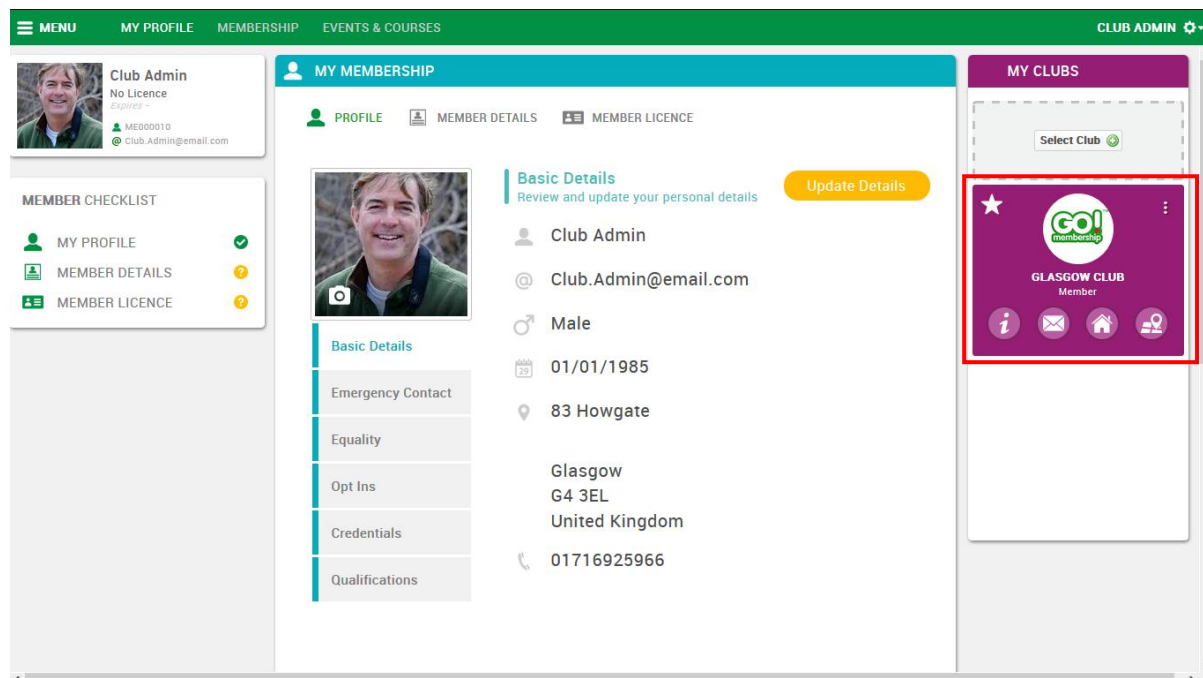 MENU MY PROFILE MEMBERSHIP EVENTS & COURSES CLUB ADMIN
Club Admin
No Licence
Expires -
ME000010
@ Club.Admin@email.com
MEMBER CHECKLIST
MY PROFILE
MEMBER DETAILS ?
MEMBER LICENCE ?
MY MEMBERSHIP
PROFILE MEMBER DETAILS MEMBER LICENCE
Basic Details
Review and update your personal details
Update Details
Club Admin
@ Club.Admin@email.com
Male
29 01/01/1985
83 Howgate
Glasgow
G4 3EL
United Kingdom
01716925966
Basic Details
Emergency Contact
Equality
Opt Ins
Credentials
Qualifications
MY CLUBS
Select Club
GO!
membership
GLASGOW CLUB
Member
i